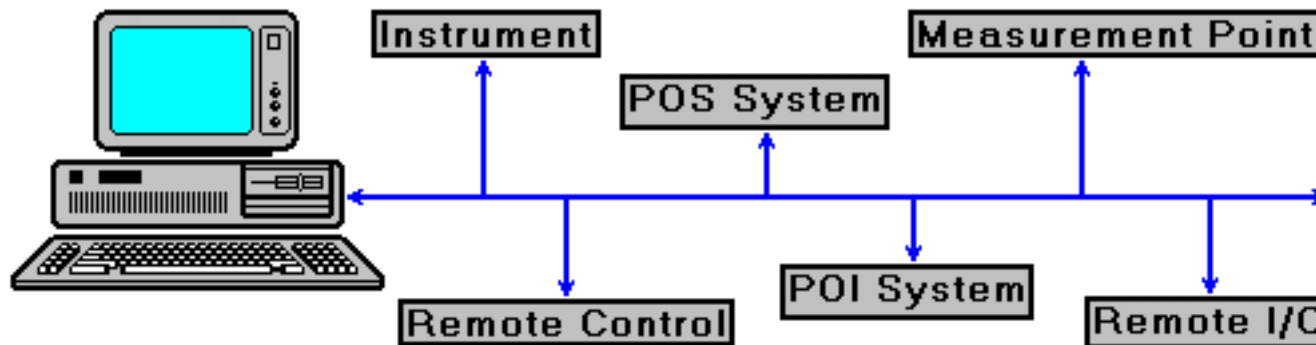 Instrument
Measurement Point
POS System
POI System
Remote Control
Remote I/O